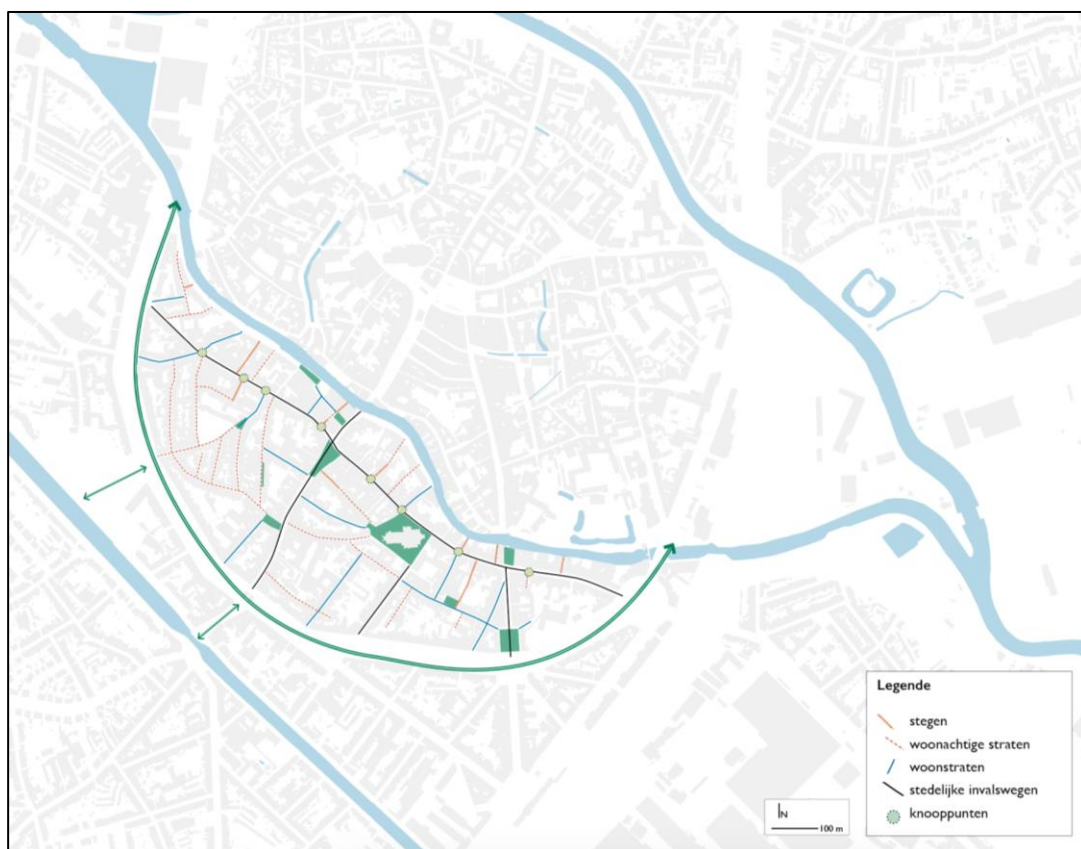 Legende
stegen
woonachtige straten
woonstraten
stedelijke invalswegen
knooppunten
N
100 m